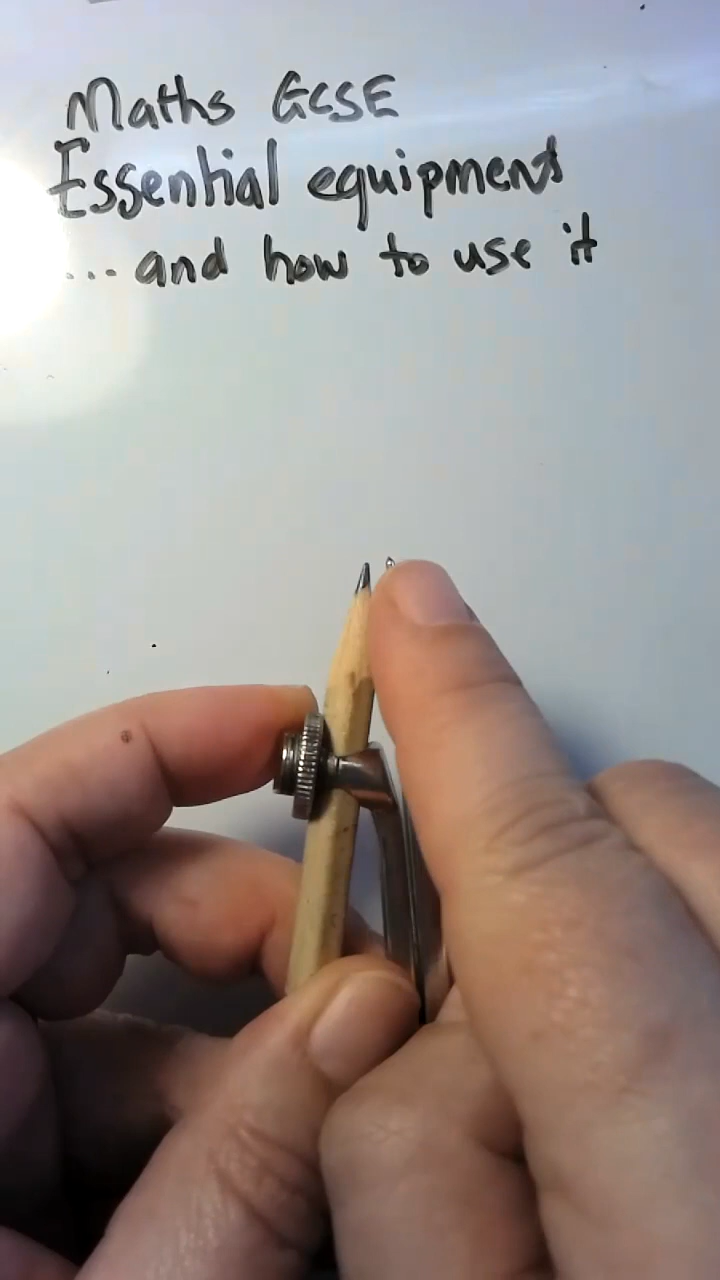 Maths GCSE
Essential equipment
... and how to use it